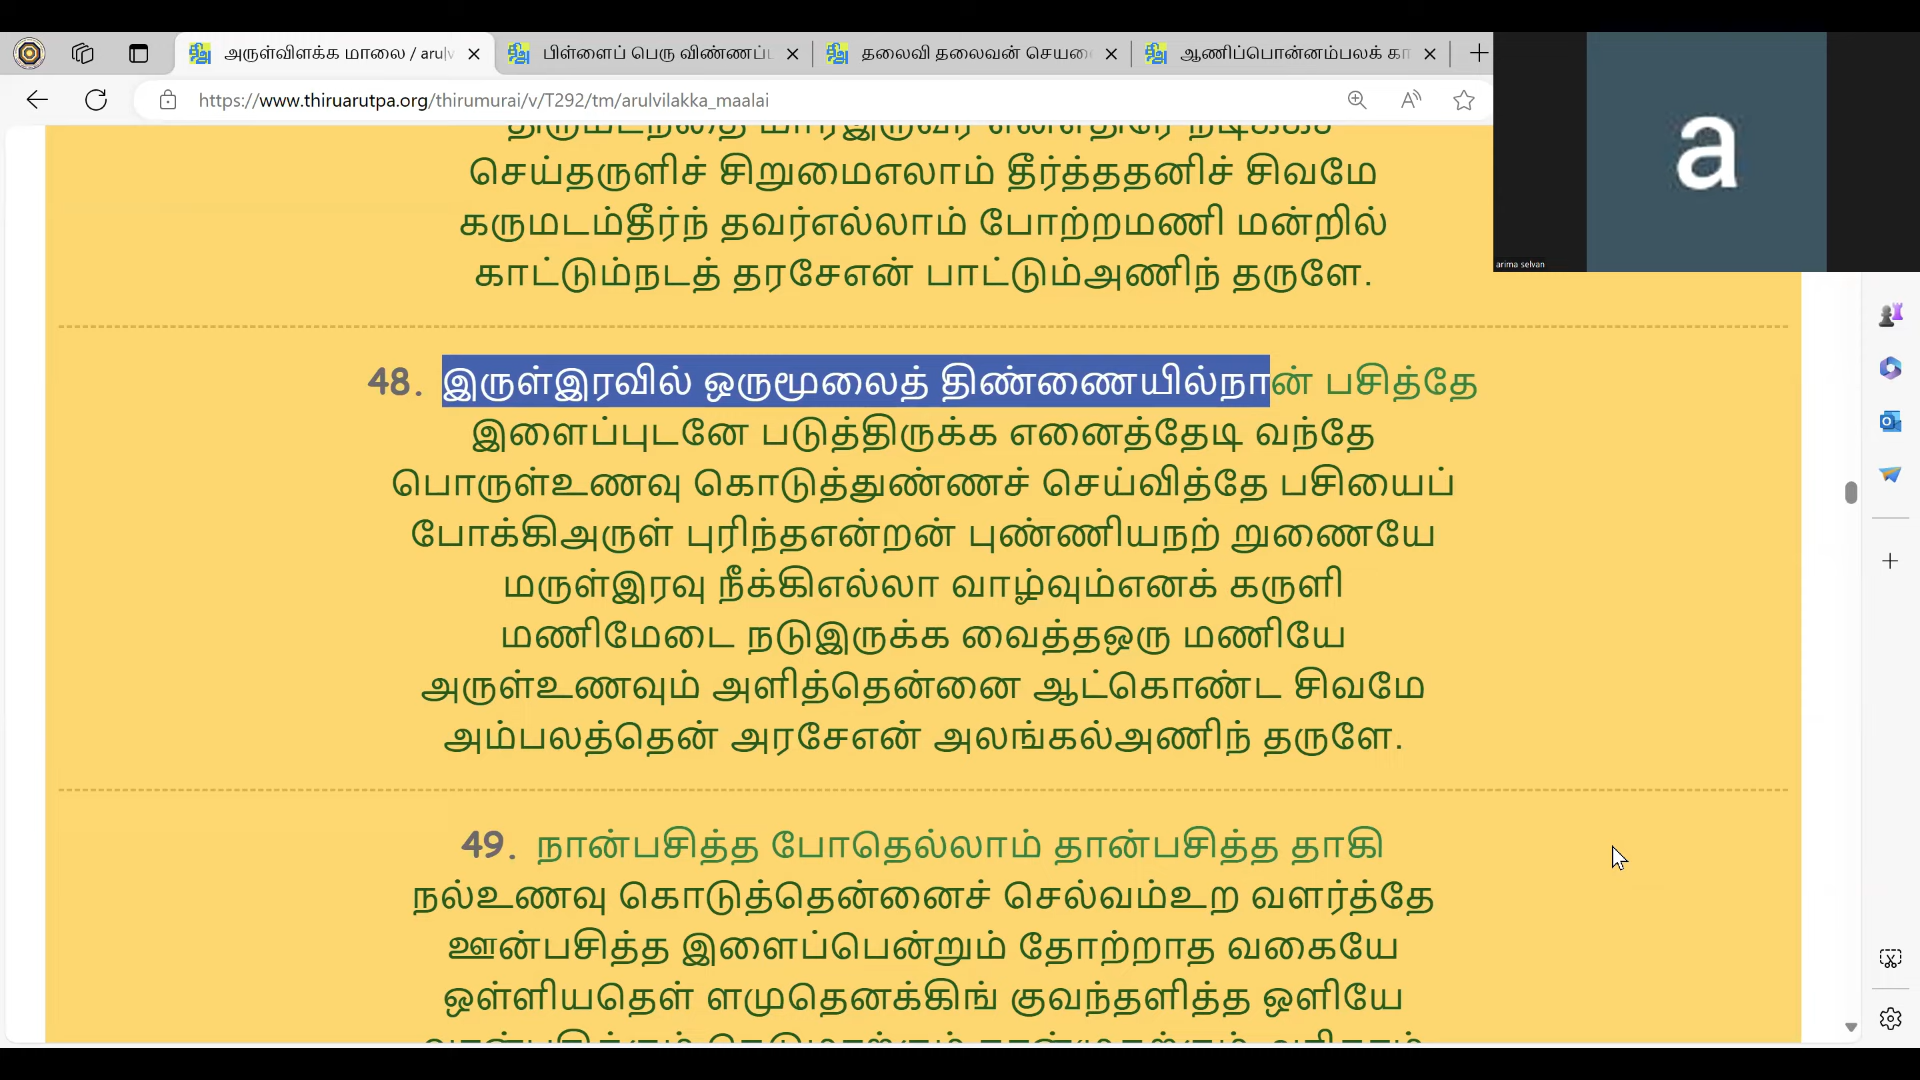 அருள்விளக்க மாலை / arulv
பிள்ளைப் பெரு விண்ணப்ப
தலைவி தலைவன் செயலை
ஆணிப்பொன்னம்பலக் கா
https://www.thiruarutpa.org/thirumurai/v/T292/tm/arulvilakka_maalai
a
arima selvan
செய்தருளிச் சிறுமைஎலாம் தீர்த்ததனிச் சிவமே
கருமடம்தீர்ந் தவர்எல்லாம் போற்றமணி மன்றில்
காட்டும்நடத் தரசேஎன் பாட்டும்அணிந் தருளே.
48. இருள்இரவில் ஒருமூலைத் திண்ணையில்நான் பசித்தே
இளைப்புடனே படுத்திருக்க எனைத்தேடி வந்தே
பொருள்உணவு கொடுத்துண்ணச் செய்வித்தே பசியைப்
போக்கிஅருள் புரிந்தஎன்றன் புண்ணியநற் றுணையே
மருள்இரவு நீக்கிஎல்லா வாழ்வும்எனக் கருளி
மணிமேடை நடுஇருக்க வைத்தஒரு மணியே
அருள்உணவும் அளித்தென்னை ஆட்கொண்ட சிவமே
அம்பலத்தென் அரசேஎன் அலங்கல்அணிந் தருளே.
49. நான்பசித்த போதெல்லாம் தான்பசித்த தாகி
நல்உணவு கொடுத்தென்னைச் செல்வம்உற வளர்த்தே
ஊன்பசித்த இளைப்பென்றும் தோற்றாத வகையே
ஒள்ளியதெள் ளமுதெனக்கிங் குவந்தளித்த ஒளியே